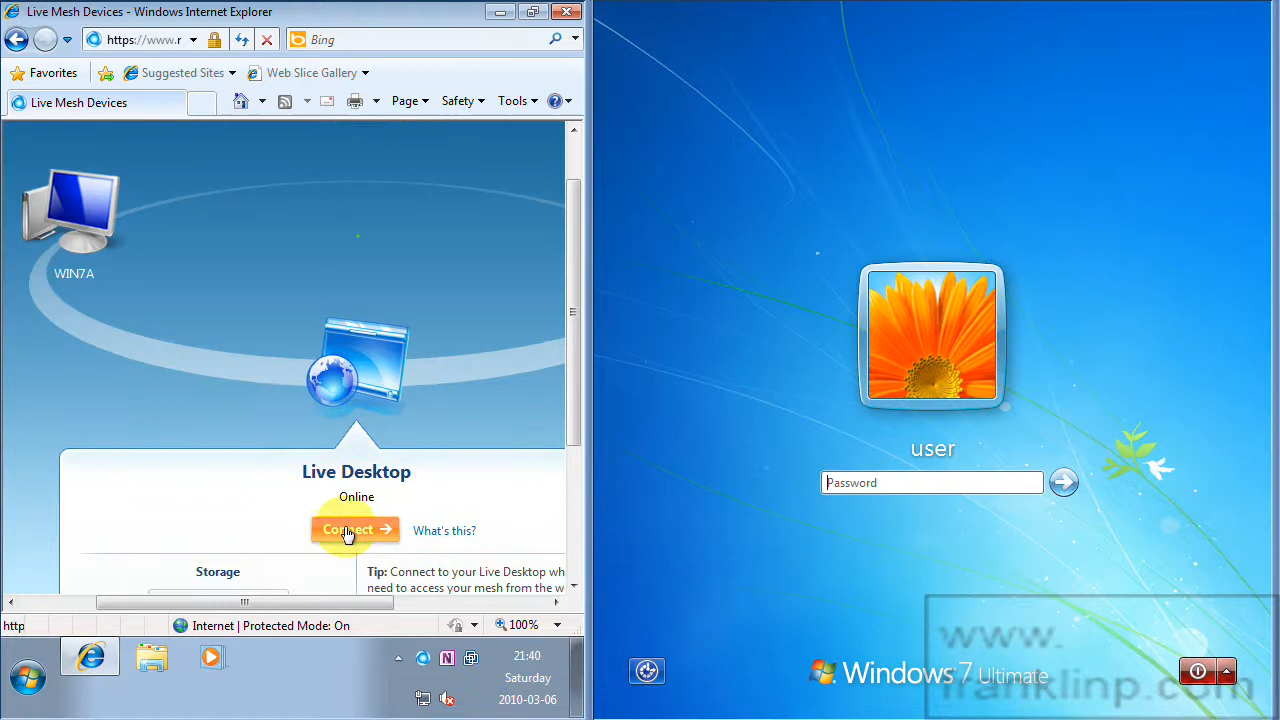 Live Mesh Devices - Windows Internet Explorer
https://www.r
Bing
Favorites
Suggested Sites
Web Slice Gallery
Live Mesh Devices
Page
Safety
Tools
WIN7A
Live Desktop
Online
Connect
What's this?
Storage
Tip: Connect to your Live Desktop wh
need to access your mesh from the w
http
Internet | Protected Mode: On
100%
21:40
Saturday
2010-03-06
user
Password
Windows 7 Ultimate
www.
franklinp.com